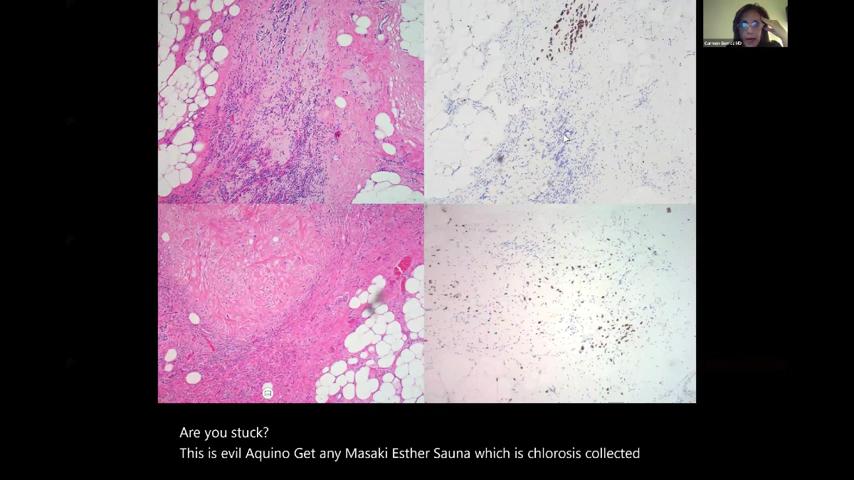 Are you stuck?
This is evil Aquino Get any Masaki Esther Sauna which is chlorosis collected